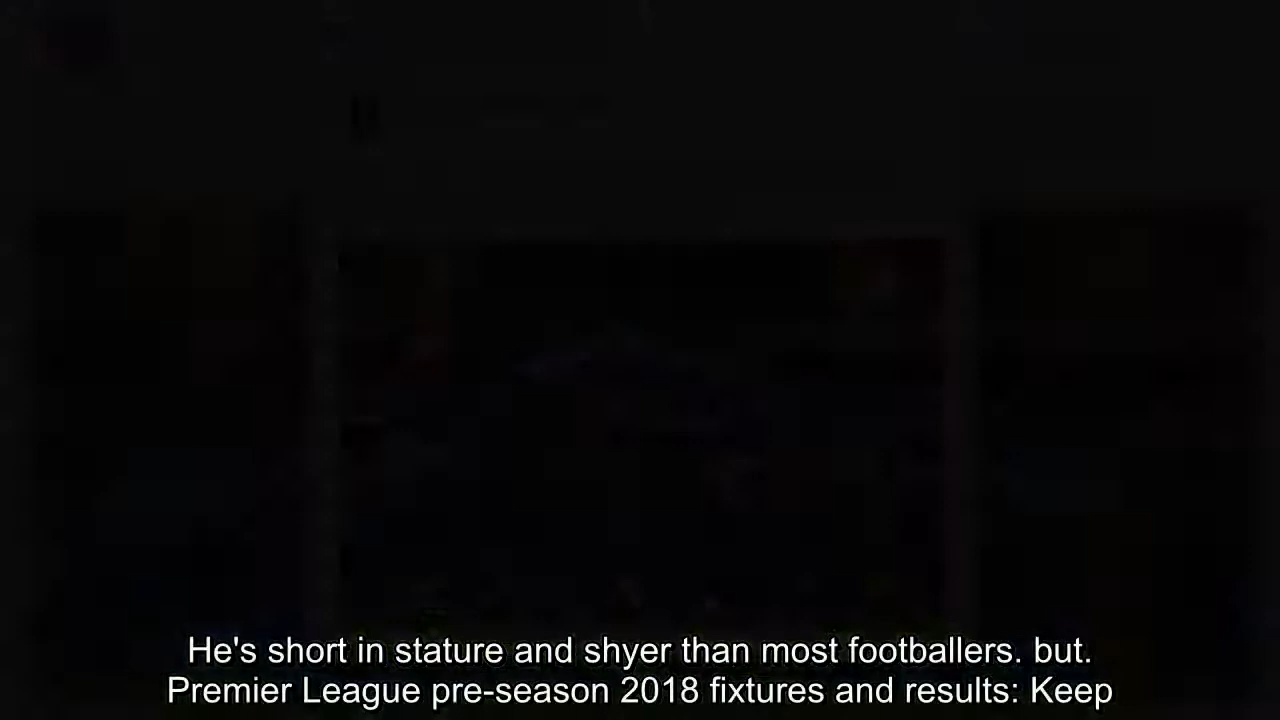 He's short in stature and shyer than most footballers. but.
Premier League pre-season 2018 fixtures and results: Keep